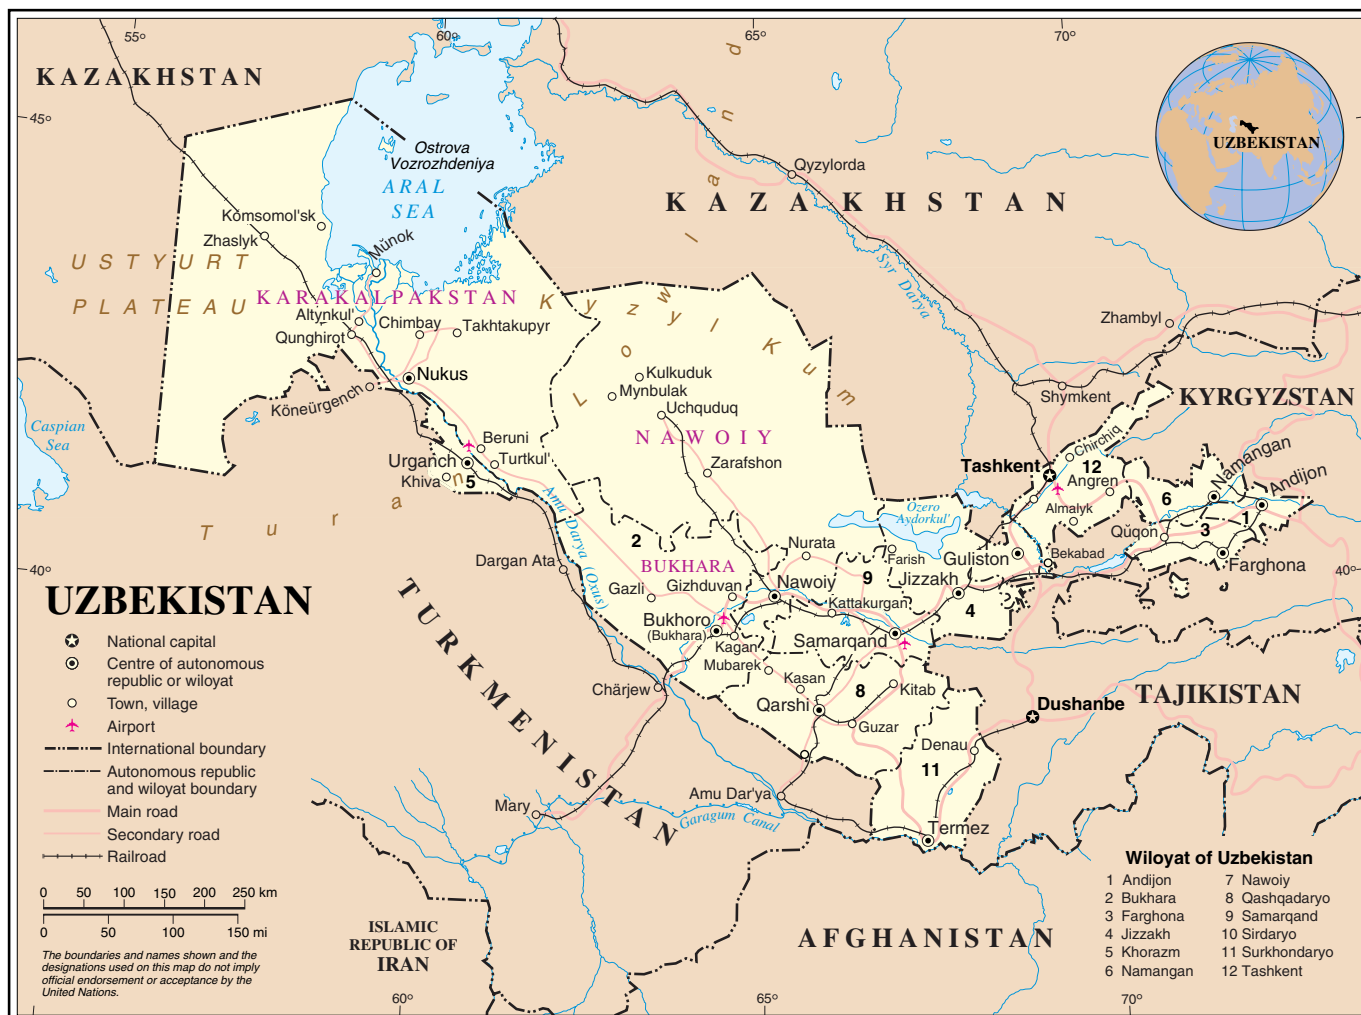 55°
60°
65°
70°
KAZAKHSTAN
45°
Ostrova
Vozrozhdeniya
ARAL
SEA
UZBEKISTAN
Qyzylorda
KAZAKHSTAN
Kŏmsomol'sk
Zhaslyk
Mŭnok
Syr Darya
USTYURT
PLATEAU
KARAKALPAKSTAN
Kyzyl Kum
Lowland
Altynkul'
Chimbay
Takhtakupyr
Qunghirot
Zhambyl
Nukus
Kulkuduk
Mynbulak
Köneürgench
Uchquduq
Shymkent
KYRGYZSTAN
Caspian
Sea
NAWOIY
Beruni
Urganch
Turtkul'
Khiva
5
Zarafshon
Chirchiq
Tashkent
12
Angren
Almalyk
Namangan
Andijon
6
1
3
Turan
Amu Darya (Oxus)
Ozero
Aydorkul'
Qŭqon
2
Nurata
Farish
Guliston
Bekabad
Farghona
Dargan Ata
BUKHARA
9
Jizzakh
40°
40°
Gazli
Gizhduvan
Nawoiy
Kattakurgan
4
UZBEKISTAN
TURKMENISTAN
Bukhoro
(Bukhara)
Kagan
Samarqand
Mubarek
Kasan
8
Kitab
Chärjew
Qarshi
Guzar
Dushanbe
TAJIKISTAN
Denau
11
Amu Dar'ya
Mary
Garagum Canal
Termez
National capital
Centre of autonomous
republic or wiloyat
Town, village
Airport
International boundary
Autonomous republic
and wiloyat boundary
Main road
Secondary road
Railroad
0 50 100 150 200 250 km
0 50 100 150 mi
The boundaries and names shown and the
designations used on this map do not imply
official endorsement or acceptance by the
United Nations.
ISLAMIC
REPUBLIC OF
IRAN
AFGHANISTAN
Wiloyat of Uzbekistan
1 Andijon
2 Bukhara
3 Farghona
4 Jizzakh
5 Khorazm
6 Namangan
7 Nawoiy
8 Qashqadaryo
9 Samarqand
10 Sirdaryo
11 Surkhondaryo
12 Tashkent
60°
65°
70°